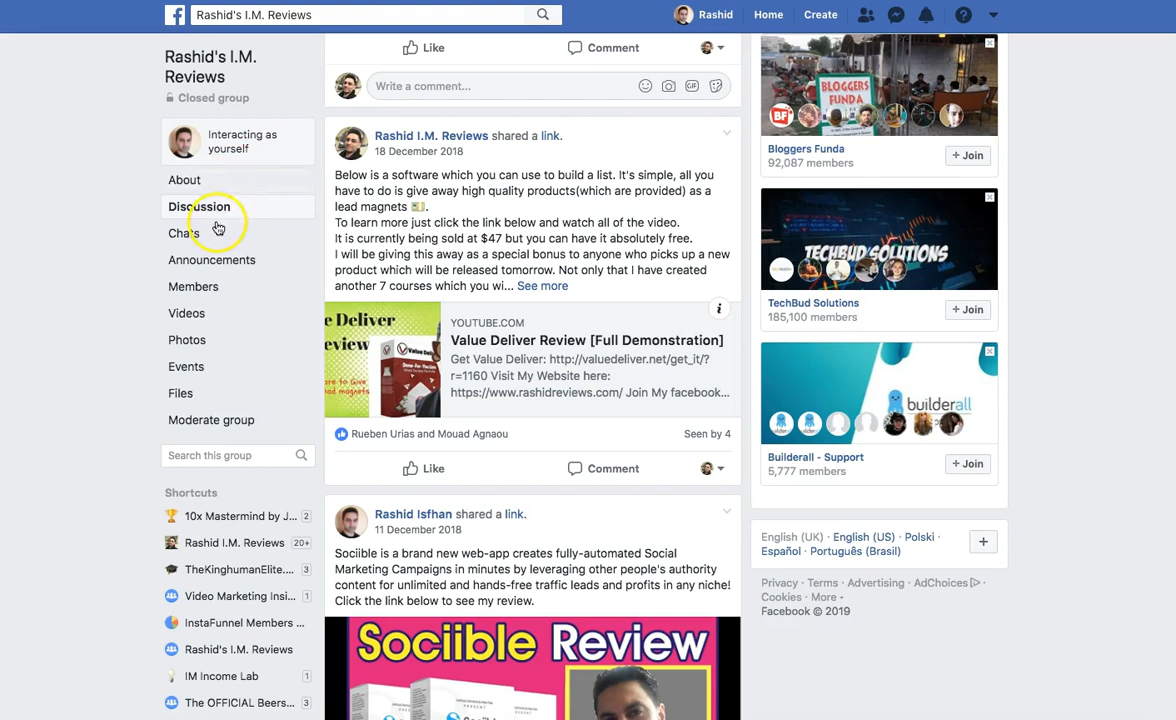 Rashid's I.M. Reviews
Rashid
Home
Create
Rashid's I.M.
Reviews
Closed group
Interacting as
yourself
About
Discussion
Chats
Announcements
Members
Videos
Photos
Events
Files
Moderate group
Search this group
Shortcuts
10x Mastermind by J... 2
Rashid I.M. Reviews 20+
TheKinghumanElite.... 3
Video Marketing Insi... 1
InstaFunnel Members ...
Rashid's I.M. Reviews
IM Income Lab 1
The OFFICIAL Beers... 3
Like
Comment
Write a comment...
GIF
Rashid I.M. Reviews shared a link.
18 December 2018
Below is a software which you can use to build a list. It's simple, all you
have to do is give away high quality products(which are provided) as a
lead magnets 💵.
To learn more just click the link below and watch all of the video.
It is currently being sold at $47 but you can have it absolutely free.
I will be giving this away as a special bonus to anyone who picks up a new
product which will be released tomorrow. Not only that I have created
another 7 courses which you wi... See more
e Deliver
eview
are to Give
ad magnets
YOUTUBE.COM
Value Deliver Review [Full Demonstration]
Get Value Deliver: http://valuedeliver.net/get_it/?
r=1160 Visit My Website here:
https://www.rashidreviews.com/ Join My facebook...
Rueben Urias and Mouad Agnaou
Seen by 4
Like
Comment
Rashid Isfhan shared a link.
11 December 2018
Sociible is a brand new web-app creates fully-automated Social
Marketing Campaigns in minutes by leveraging other people's authority
content for unlimited and hands-free traffic leads and profits in any niche!
Click the link below to see my review.
Sociible Review
BLOGGERS
FUNDA
BF
Bloggers Funda
92,087 members
+ Join
TECHBUD SOLUTIONS
TechBud Solutions
185,100 members
+ Join
builderall
Builderall - Support
5,777 members
+ Join
English (UK) · English (US) · Polski ·
Español · Português (Brasil)
Privacy · Terms · Advertising · AdChoices ·
Cookies · More
Facebook © 2019